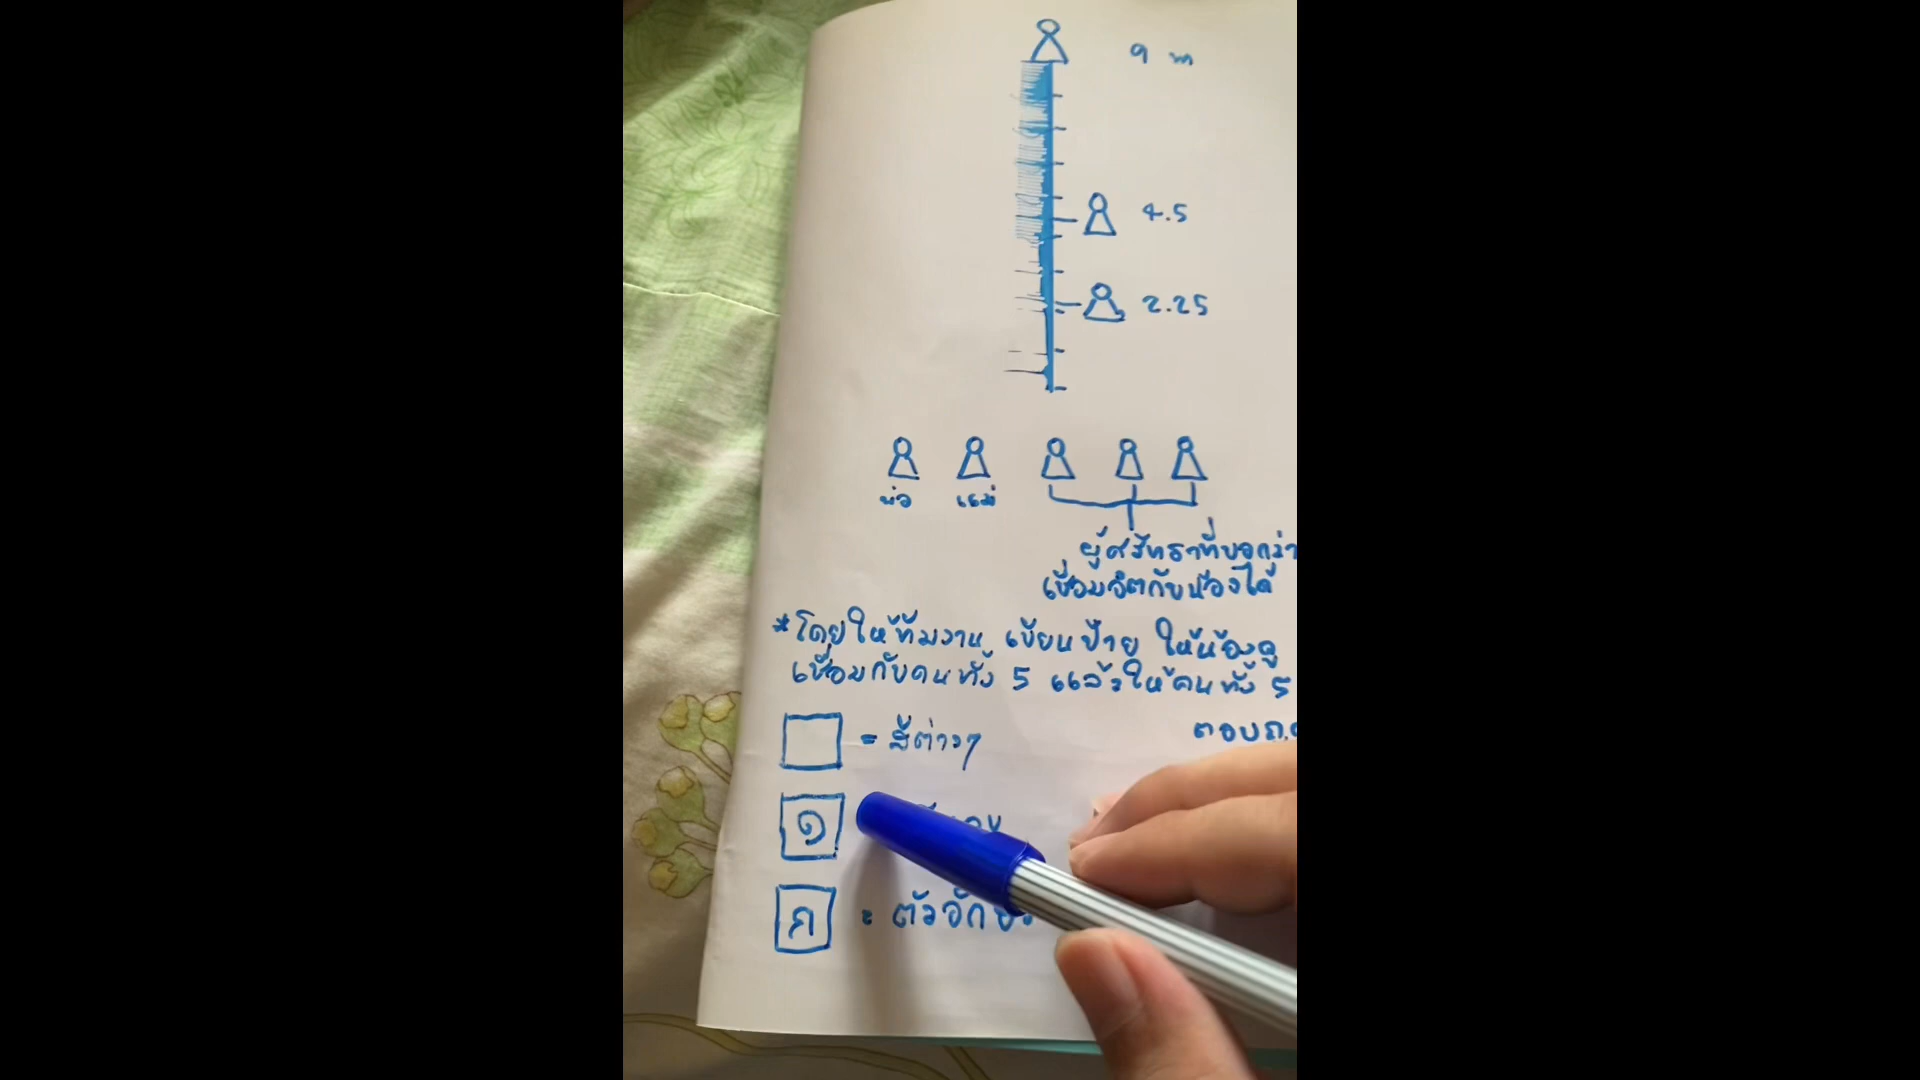 9 m
4.5
2.25
พ่อ แม่
ผู้ศรัทธาที่บอกว่า
เชื่อมจิตกับน้องได้
*โดยให้ทีมงาน เขียนป้าย ให้น้องดู
เชื่อมกับคนทั้ง 5 แล้วให้คนทั้ง 5
= สีต่างๆ
ตอบ
๑
ก = ตัวอักษร